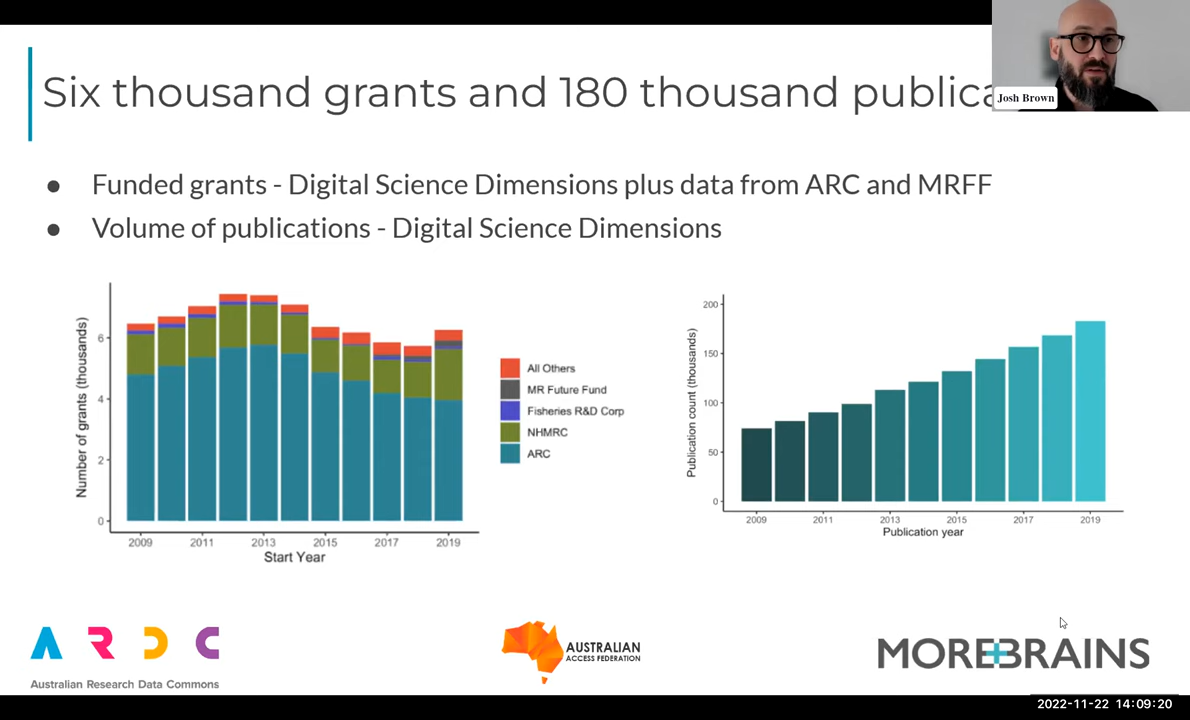 Six thousand grants and 180 thousand publica
Josh Brown
● Funded grants - Digital Science Dimensions plus data from ARC and MRFF
● Volume of publications - Digital Science Dimensions
Number of grants (thousands)
6
4
2
0
2009 2011 2013 2015 2017 2019
Start Year
All Others
MR Future Fund
Fisheries R&D Corp
NHMRC
ARC
Publication count (thousands)
200
150
100
50
0
2009 2011 2013 2015 2017 2019
Publication year
ARDC
Australian Research Data Commons
AUSTRALIAN
ACCESS FEDERATION
MOREBRAINS
2022-11-22 14:09:20